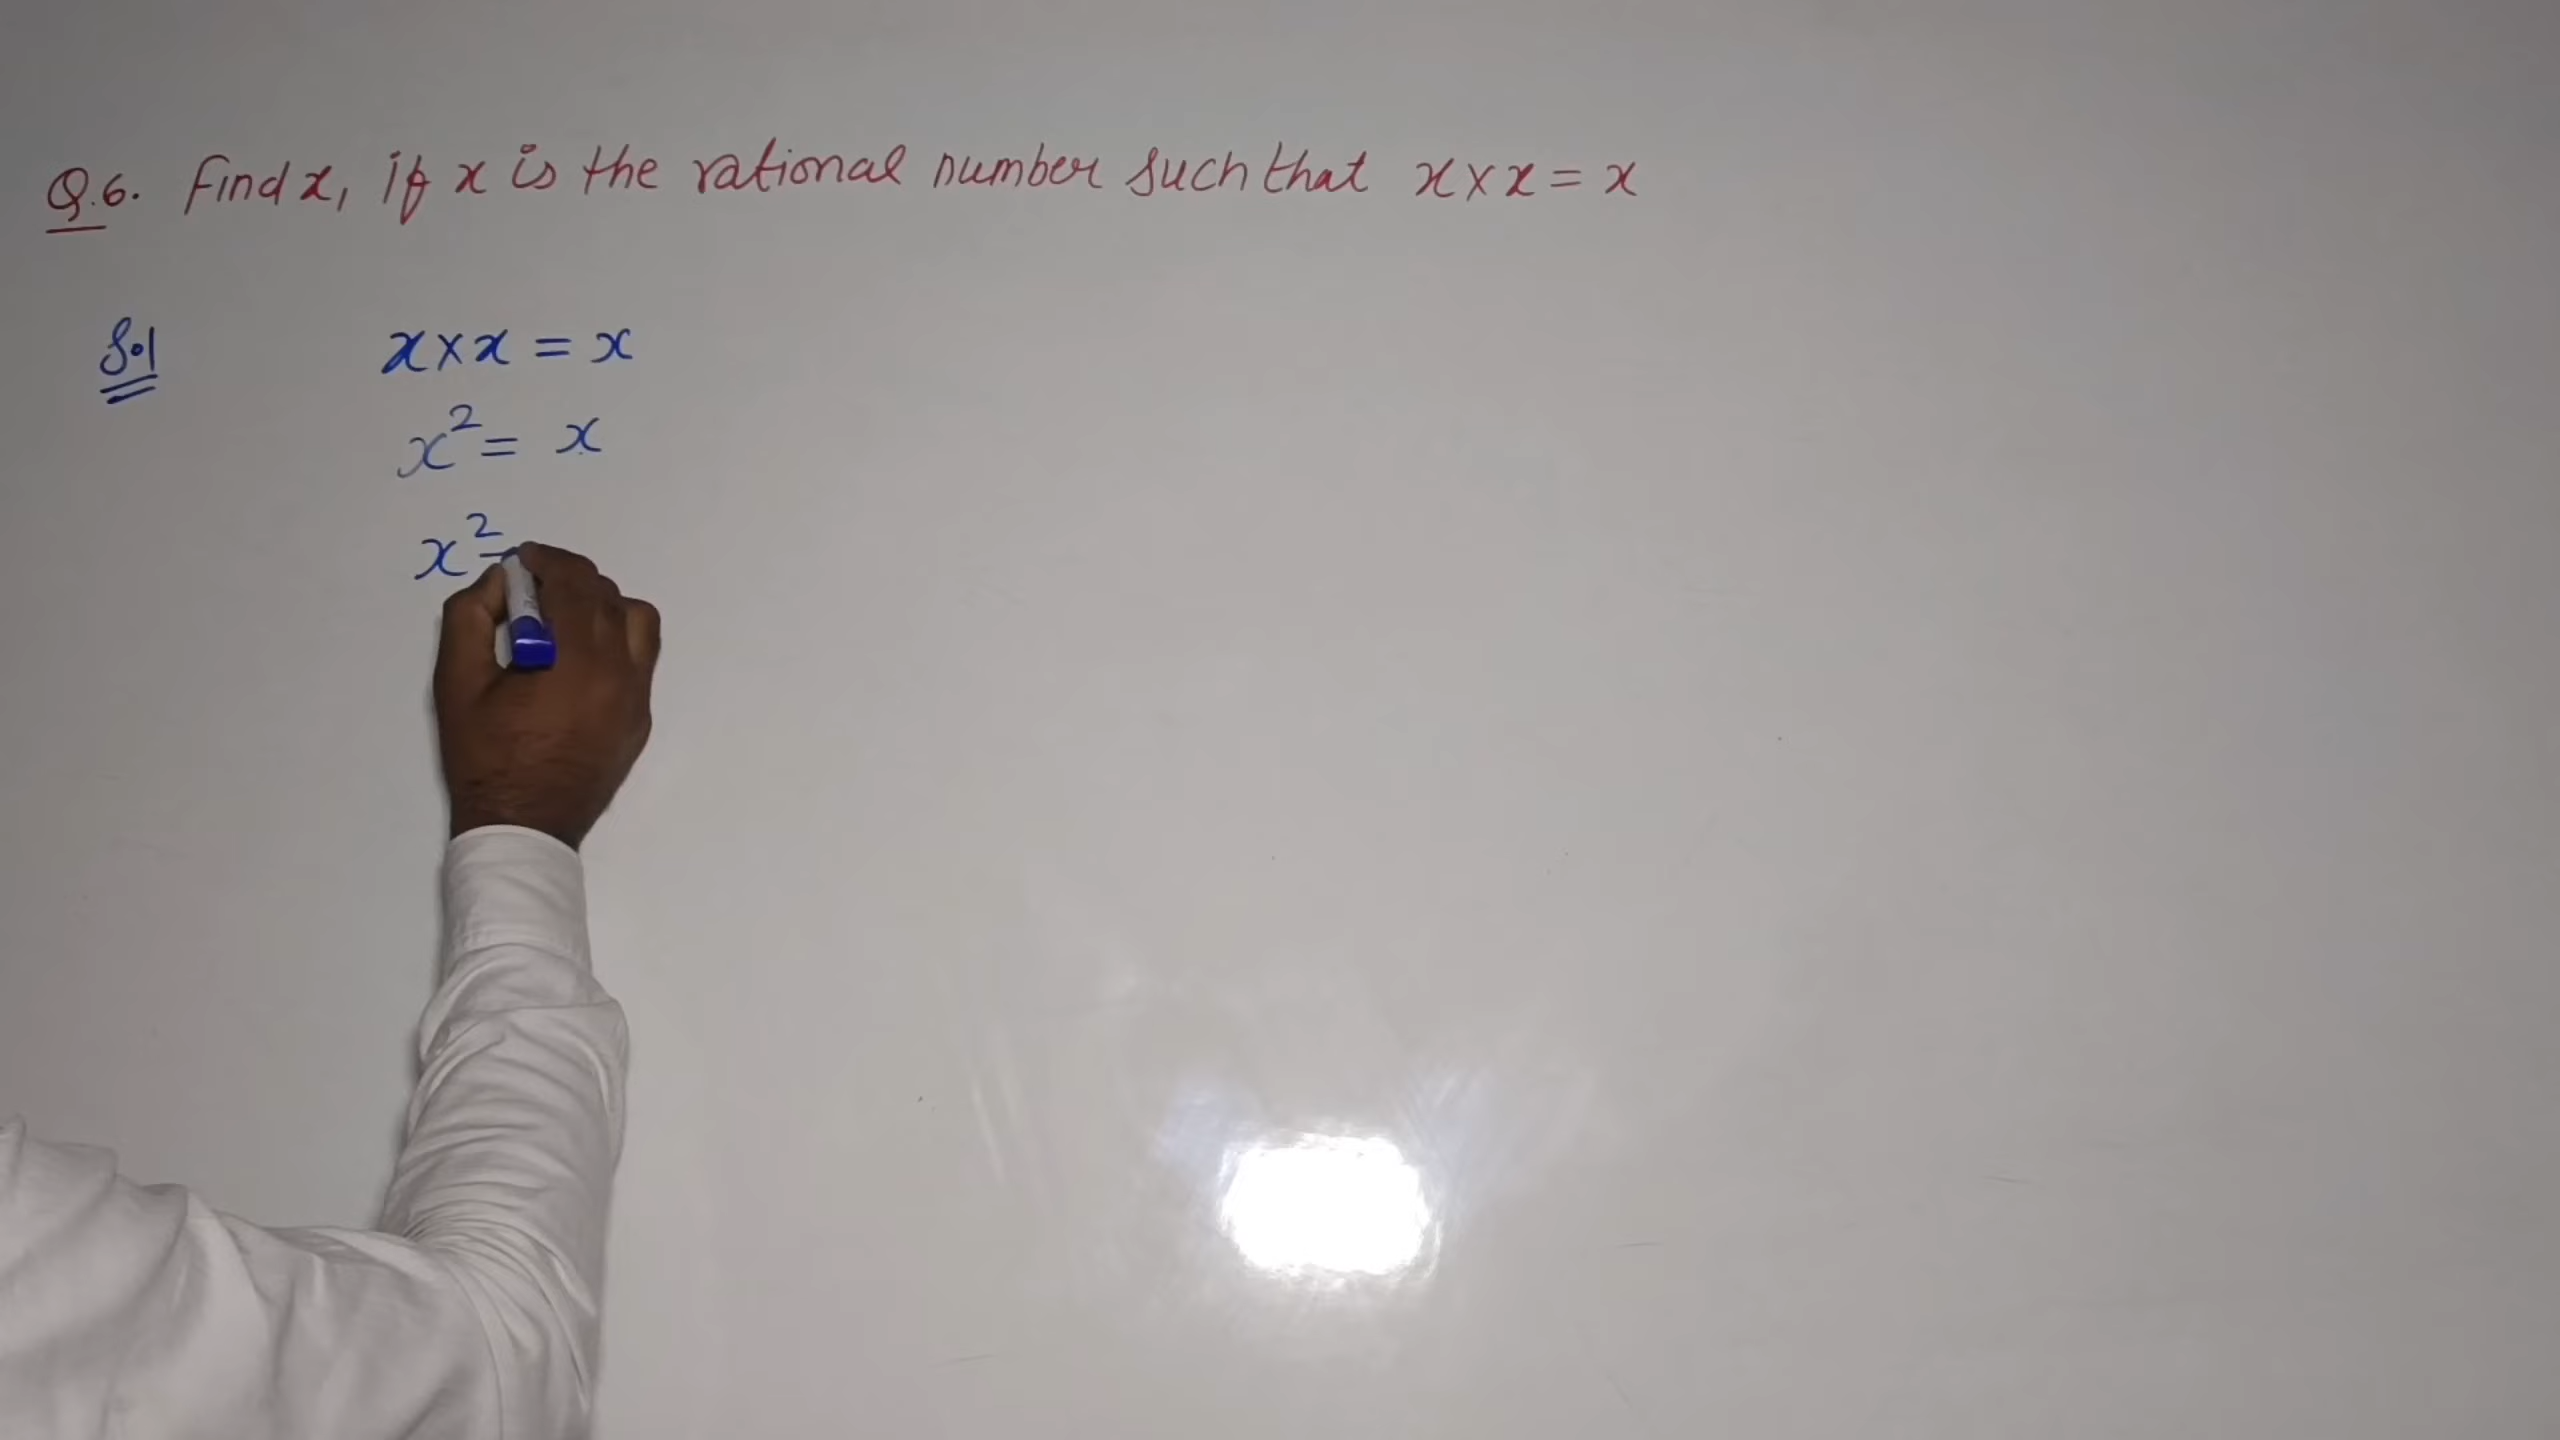 Q.6. Find x, if x is the rational number such that x × x = x
Sol
x × x = x
x² = x
x² -